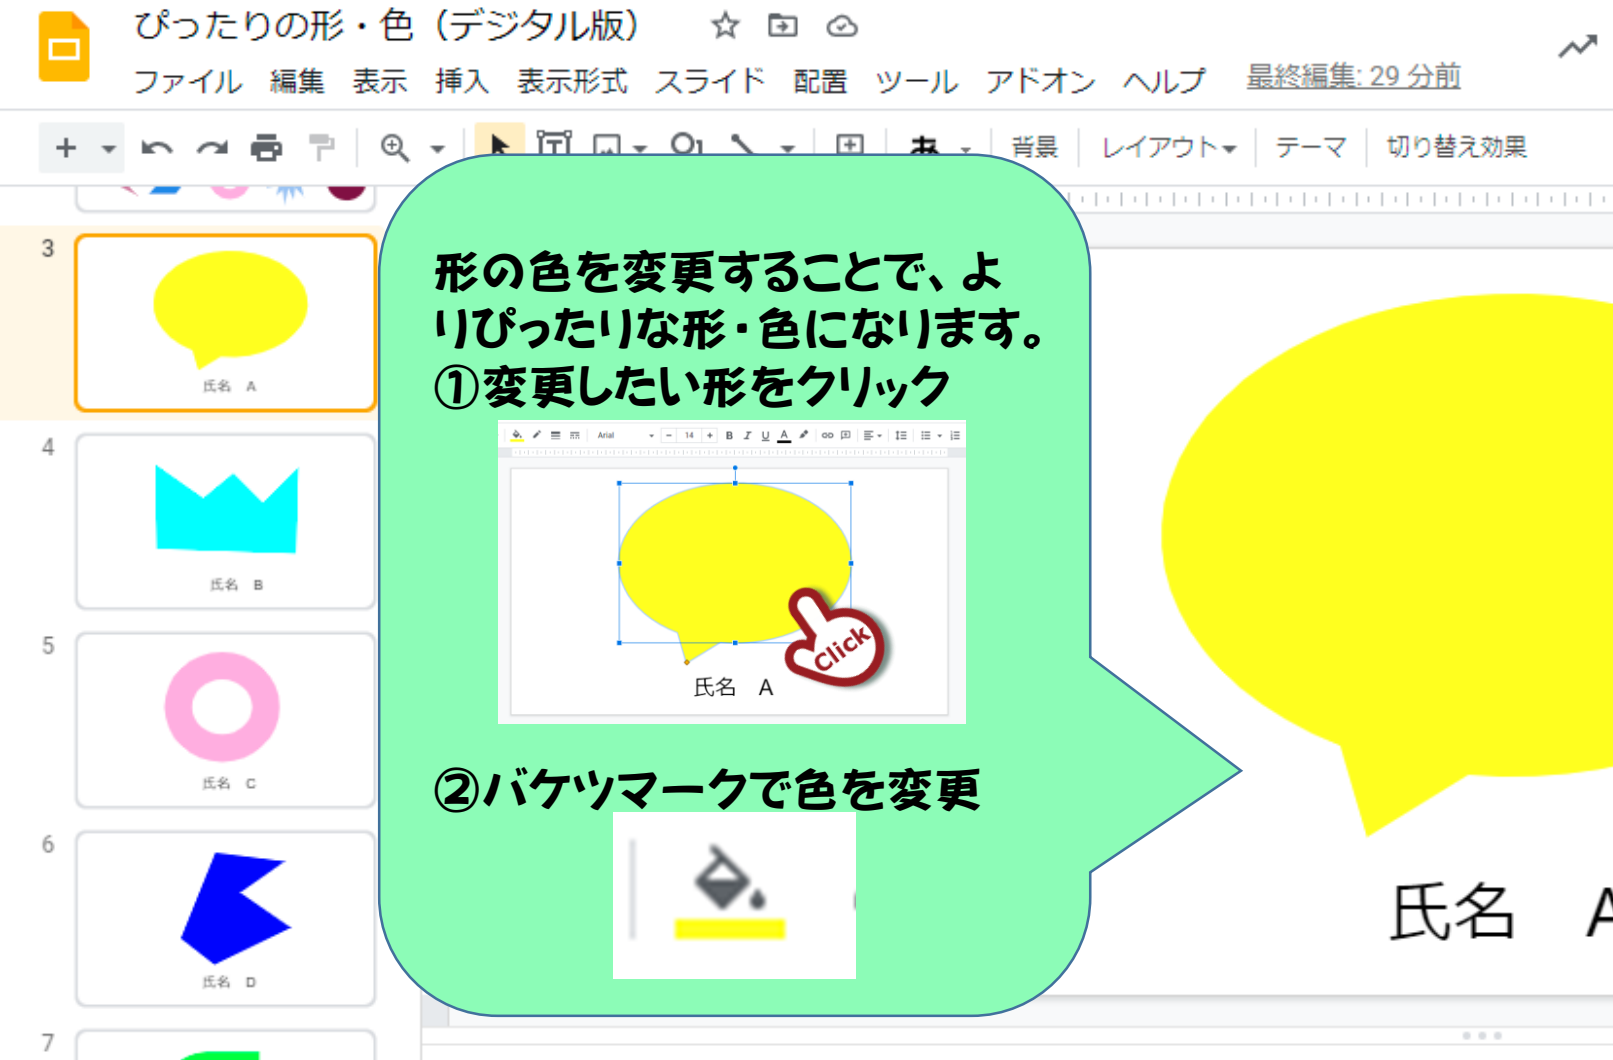 ぴったりの形・色（デジタル版）
ファイル 編集 表示 挿入 表示形式 スライド 配置 ツール アドオン ヘルプ 最終編集: 29 分前
背景 レイアウト テーマ 切り替え効果
3
氏名 A
4
氏名 B
5
氏名 C
6
氏名 D
7
形の色を変更することで、よ
りぴったりな形・色になります。
①変更したい形をクリック
Arial - 14 + B I U A
Click
氏名 A
②バケツマークで色を変更
氏名 A